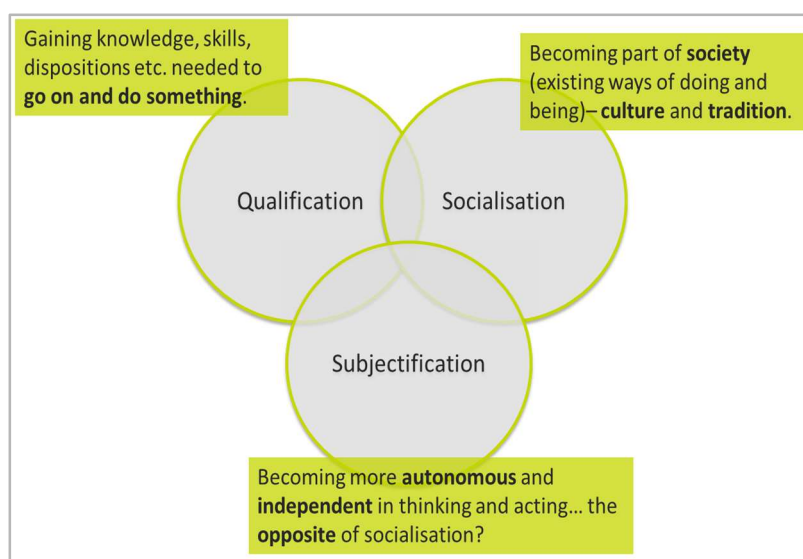 Gaining knowledge, skills,
dispositions etc. needed to
go on and do something.
Becoming part of society
(existing ways of doing and
being)– culture and tradition.
Qualification
Socialisation
Subjectification
Becoming more autonomous and
independent in thinking and acting... the
opposite of socialisation?